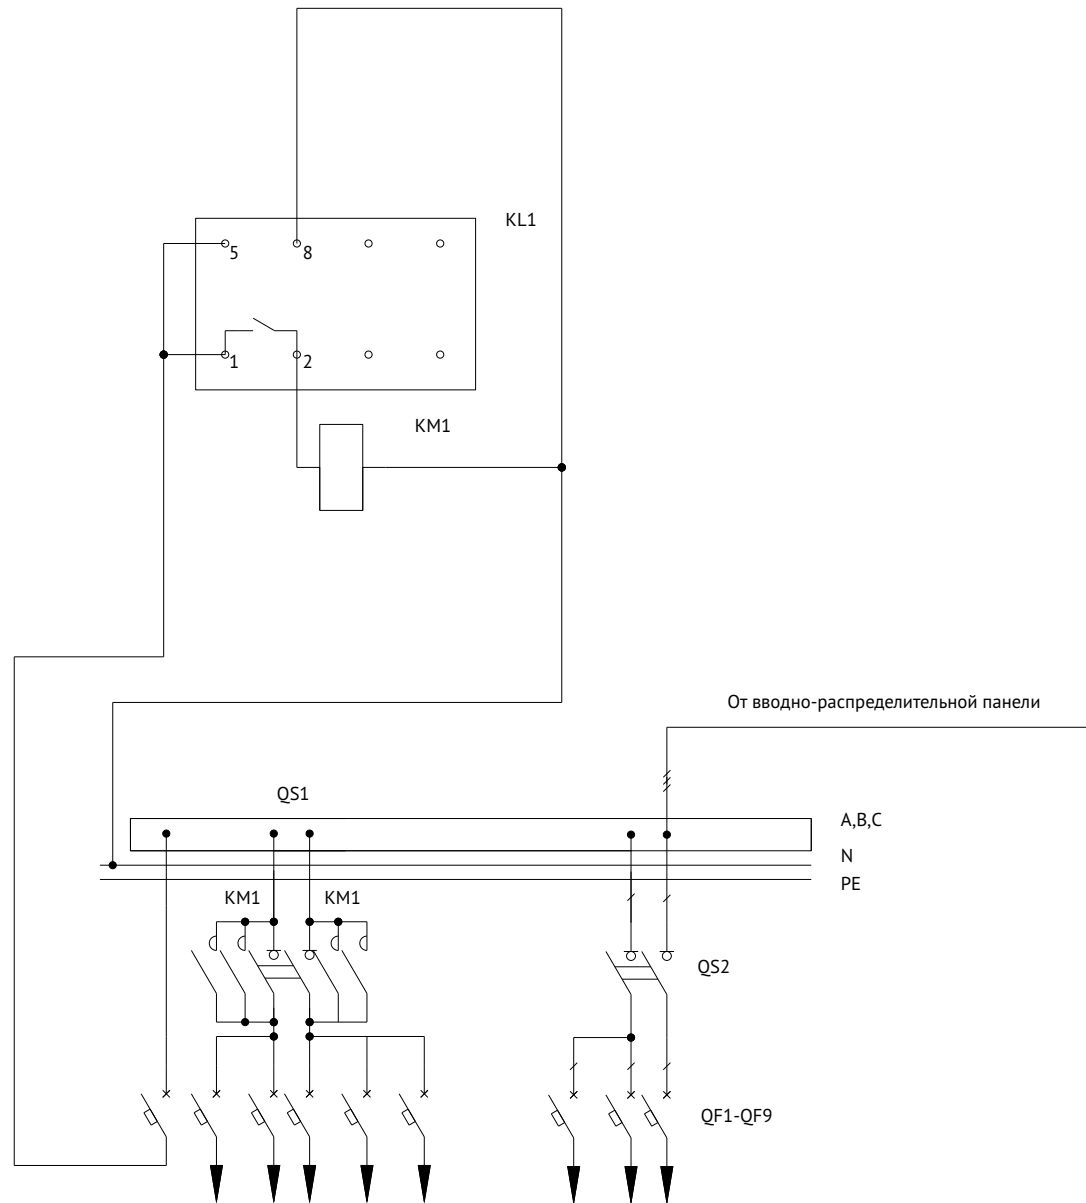 KL1
5 8
1 2
KM1
От вводно-распределительной панели
QS1
A,B,C
N
PE
KM1 KM1
QS2
QF1-QF9